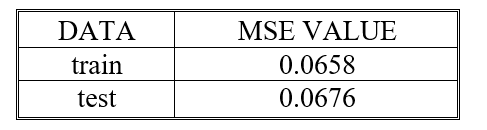 DATA MSE VALUE
train 0.0658
test 0.0676